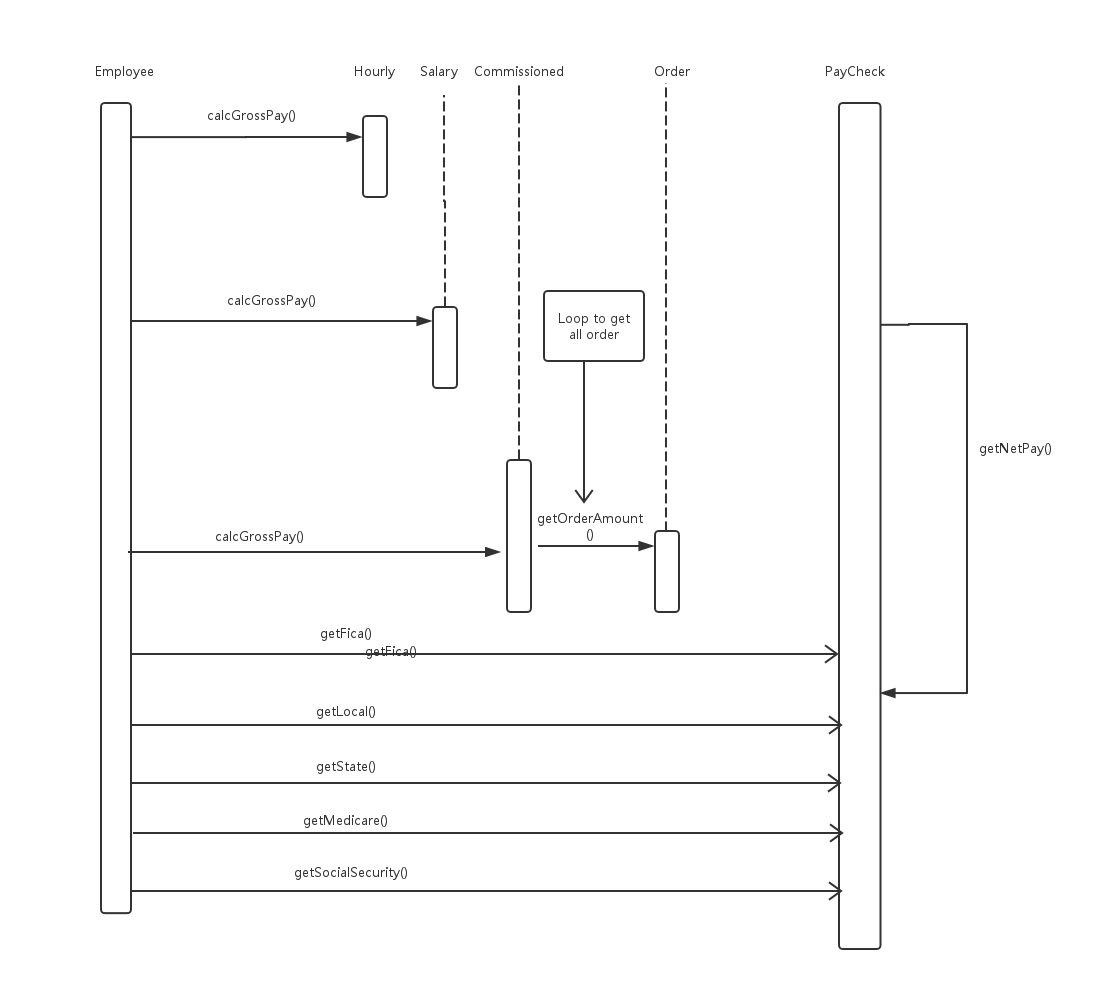 Employee
Hourly
Salary
Commissioned
Order
PayCheck
calcGrossPay()
calcGrossPay()
Loop to get
all order
getNetPay()
getOrderAmount
()
calcGrossPay()
getFica()
getFica()
getLocal()
getState()
getMedicare()
getSocialSecurity()